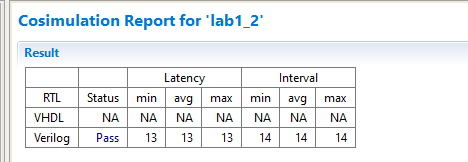 Cosimulation Report for 'lab1_2'
Result
Latency Interval
RTL Status min avg max min avg max
VHDL NA NA NA NA NA NA NA
Verilog Pass 13 13 13 14 14 14